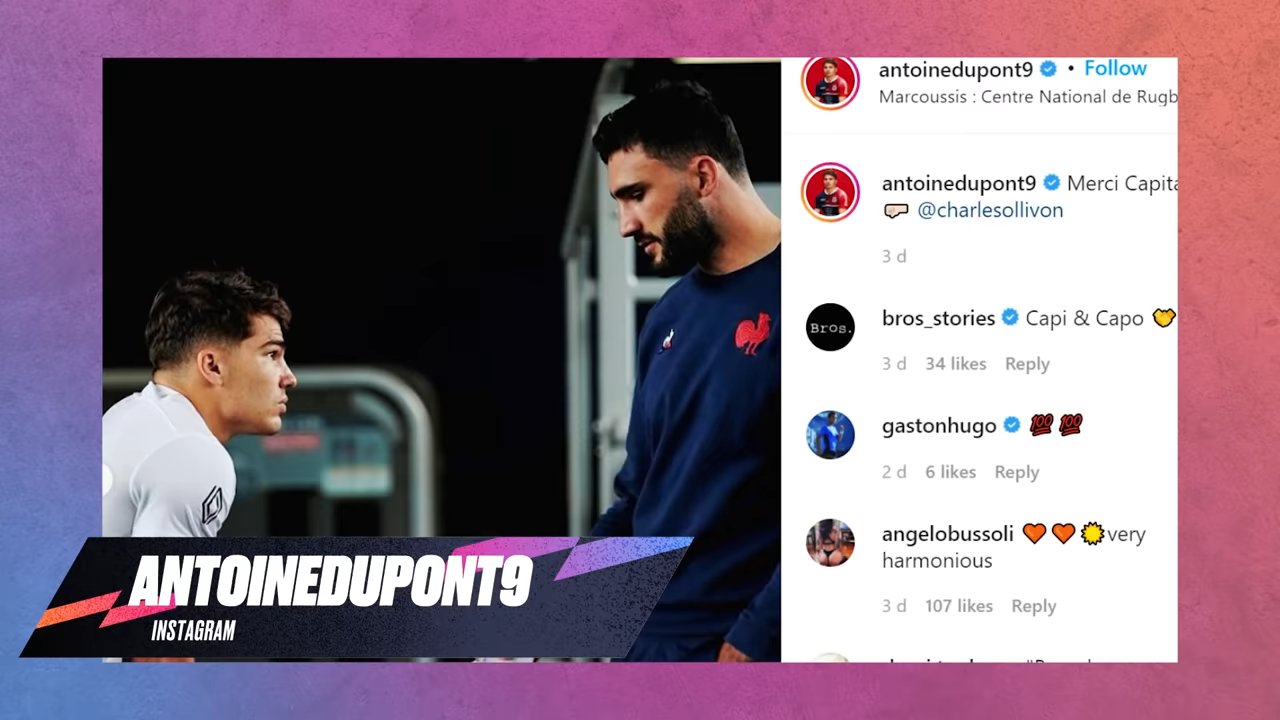 antoinedupont9 • Follow
Marcoussis : Centre National de Rugb
antoinedupont9 Merci Capita
@charlesollivon
3 d
Bros.
bros_stories Capi & Capo
3 d 34 likes Reply
gastonhugo 💯 💯
2 d 6 likes Reply
angelobussoli 🧡 🧡 very
harmonious
3 d 107 likes Reply
ANTOINEDUPONT9
INSTAGRAM